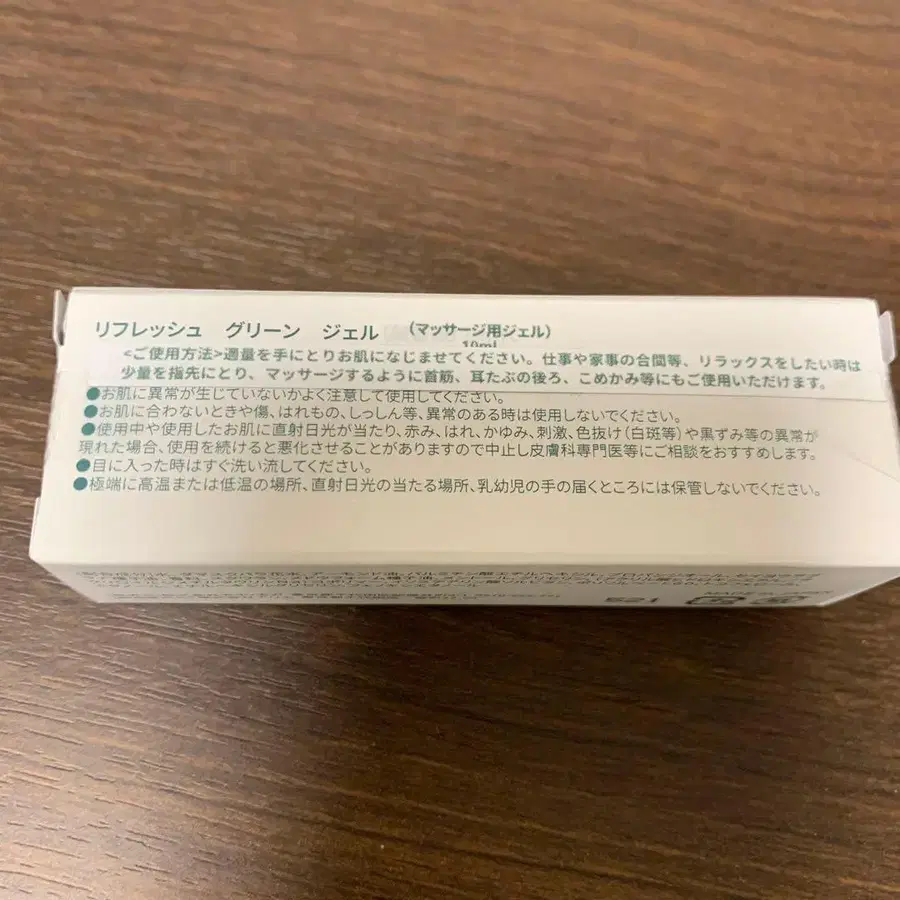 リフレッシュ　グリーン　ジェル （マッサージ用ジェル）
10ml
<ご使用方法>適量を手にとりお肌になじませてください。仕事や家事の合間等、リラックスをしたい時は
少量を指先にとり、マッサージするように首筋、耳たぶの後ろ、こめかみ等にもご使用いただけます。
●お肌に異常が生じていないかよく注意して使用してください。
●お肌に合わないときや傷、はれもの、しっしん等、異常のある時は使用しないでください。
●使用中や使用したお肌に直射日光が当たり、赤み、はれ、かゆみ、刺激、色抜け（白斑等）や黒ずみ等の異常が
現れた場合、使用を続けると悪化させることがありますので中止し皮膚科専門医等にご相談をおすすめします。
●目に入った時はすぐ洗い流してください。
●極端に高温または低温の場所、直射日光の当たる場所、乳幼児の手の届くところには保管しないでください。